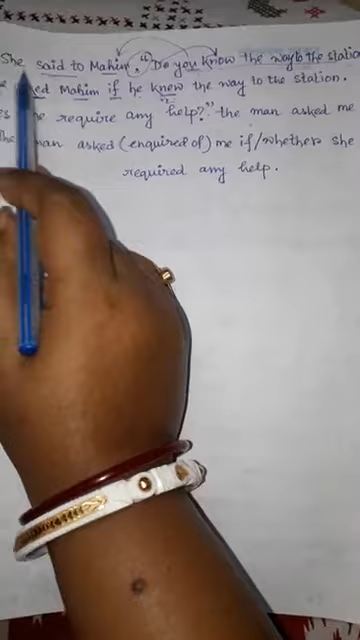 She said to Mahim, "Do you know the way to the station
asked Mahim if he knew the way to the station.
he require any help?" the man asked me
man asked (enquired of) me if/whether she
required any help.